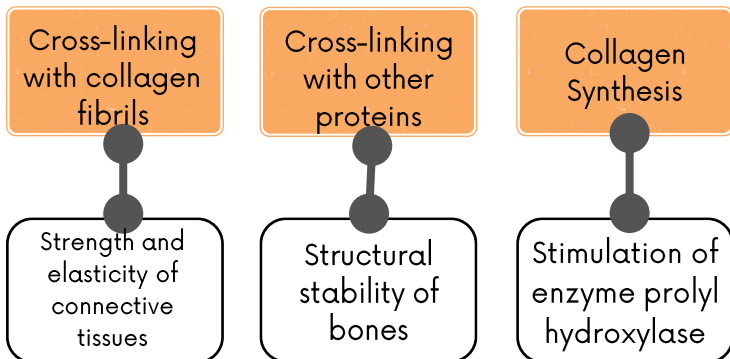 Cross-linking
with collagen
fibrils
Cross-linking
with other
proteins
Collagen
Synthesis
Strength and
elasticity of
connective
tissues
Structural
stability of
bones
Stimulation of
enzyme prolyl
hydroxylase